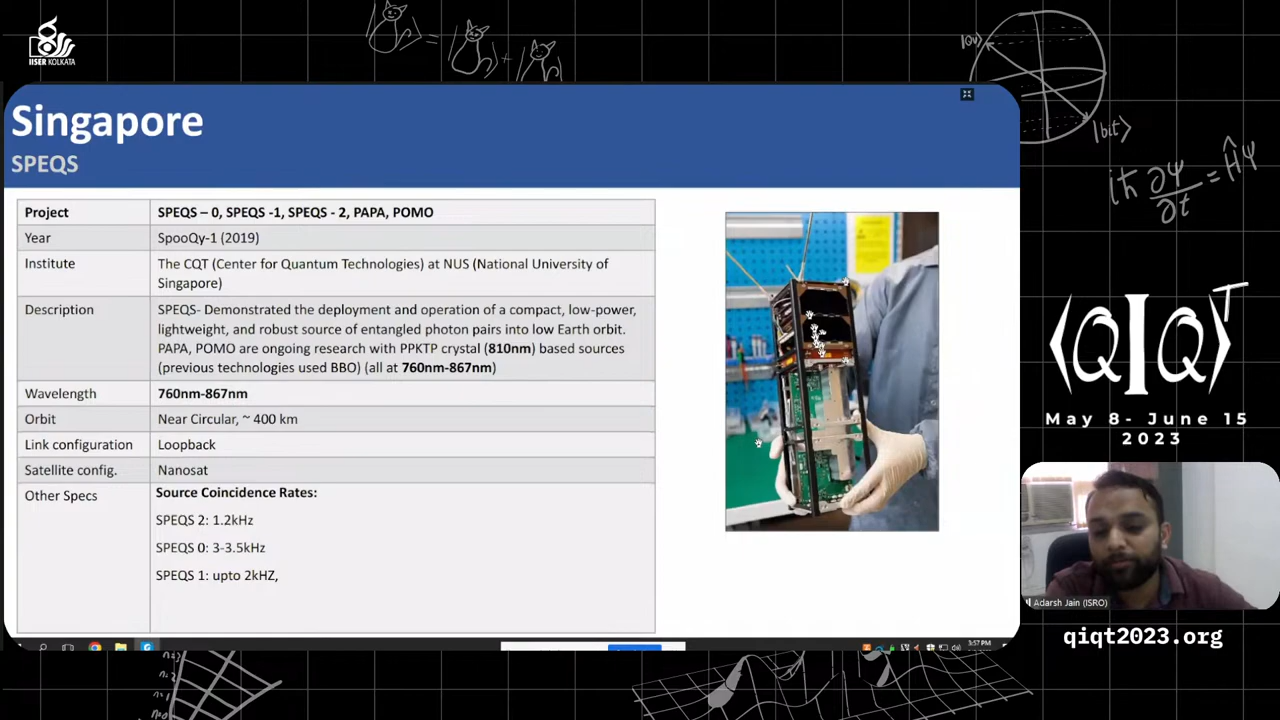 IISER KOLKATA
Singapore
SPEQS
Project SPEQS – 0, SPEQS -1, SPEQS - 2, PAPA, POMO
Year SpooQy-1 (2019)
Institute The CQT (Center for Quantum Technologies) at NUS (National University of
Singapore)
Description SPEQS- Demonstrated the deployment and operation of a compact, low-power,
lightweight, and robust source of entangled photon pairs into low Earth orbit.
PAPA, POMO are ongoing research with PPKTP crystal (810nm) based sources
(previous technologies used BBO) (all at 760nm-867nm)
Wavelength 760nm-867nm
Orbit Near Circular, ~ 400 km
Link configuration Loopback
Satellite config. Nanosat
Other Specs Source Coincidence Rates:
SPEQS 2: 1.2kHz
SPEQS 0: 3-3.5kHz
SPEQS 1: upto 2kHZ,
3:57 PM
|bit⟩
iħ ∂ψ/∂t = Ĥψ
⟨QIQ⟩T
May 8- June 15
2023
Adarsh Jain (ISRO)
qiqt2023.org